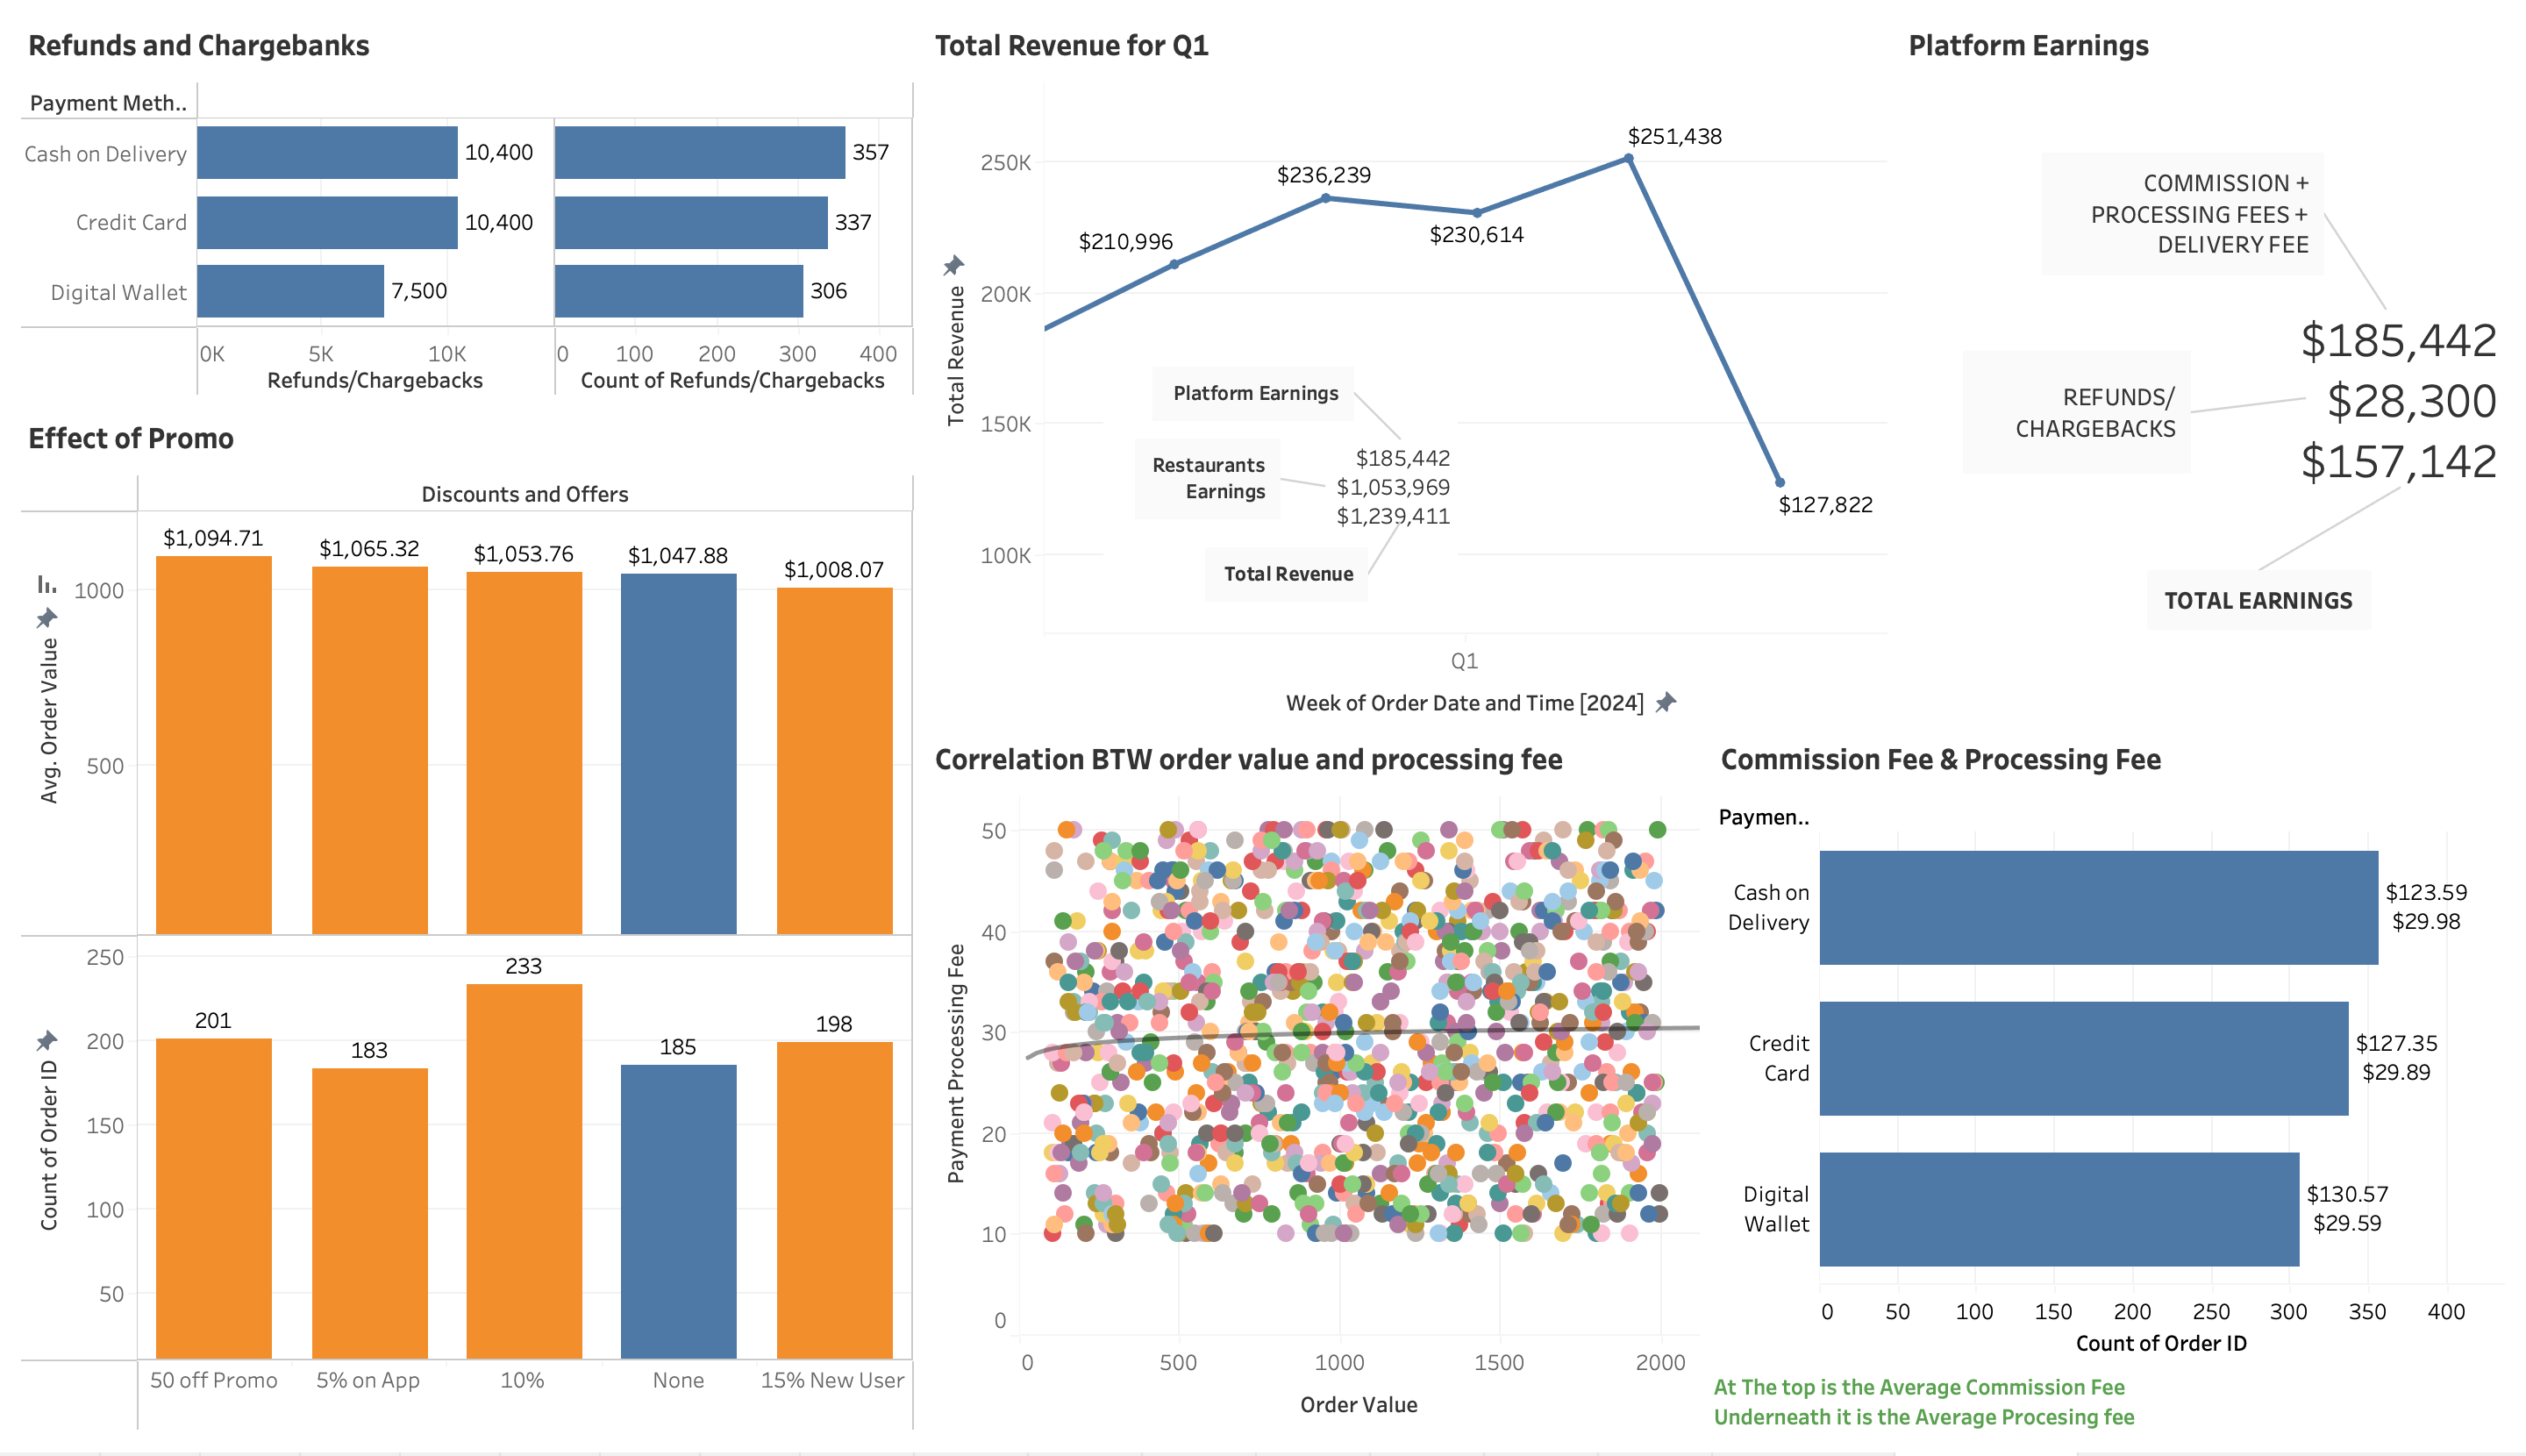 Refunds and Chargebanks
Payment Meth..
Cash on Delivery
10,400
357
Credit Card
10,400
337
Digital Wallet
7,500
306
0K
5K
10K
0
100
200
300
400
Refunds/Chargebacks
Count of Refunds/Chargebacks
Effect of Promo
Discounts and Offers
$1,094.71
$1,065.32
$1,053.76
$1,047.88
$1,008.07
1000
500
Avg. Order Value
250
200
150
100
50
Count of Order ID
201
183
233
185
198
50 off Promo
5% on App
10%
None
15% New User
Total Revenue for Q1
250K
200K
150K
100K
Total Revenue
$210,996
$236,239
$230,614
$251,438
$127,822
Platform Earnings
Restaurants
Earnings
$185,442
$1,053,969
$1,239,411
Total Revenue
Q1
Week of Order Date and Time [2024]
Platform Earnings
COMMISSION +
PROCESSING FEES +
DELIVERY FEE
$185,442
REFUNDS/
CHARGEBACKS
$28,300
$157,142
TOTAL EARNINGS
Correlation BTW order value and processing fee
50
40
30
20
10
0
Payment Processing Fee
0
500
1000
1500
2000
Order Value
Commission Fee & Processing Fee
Paymen..
Cash on
Delivery
$123.59
$29.98
Credit
Card
$127.35
$29.89
Digital
Wallet
$130.57
$29.59
0
50
100
150
200
250
300
350
400
Count of Order ID
At The top is the Average Commission Fee
Underneath it is the Average Procesing fee